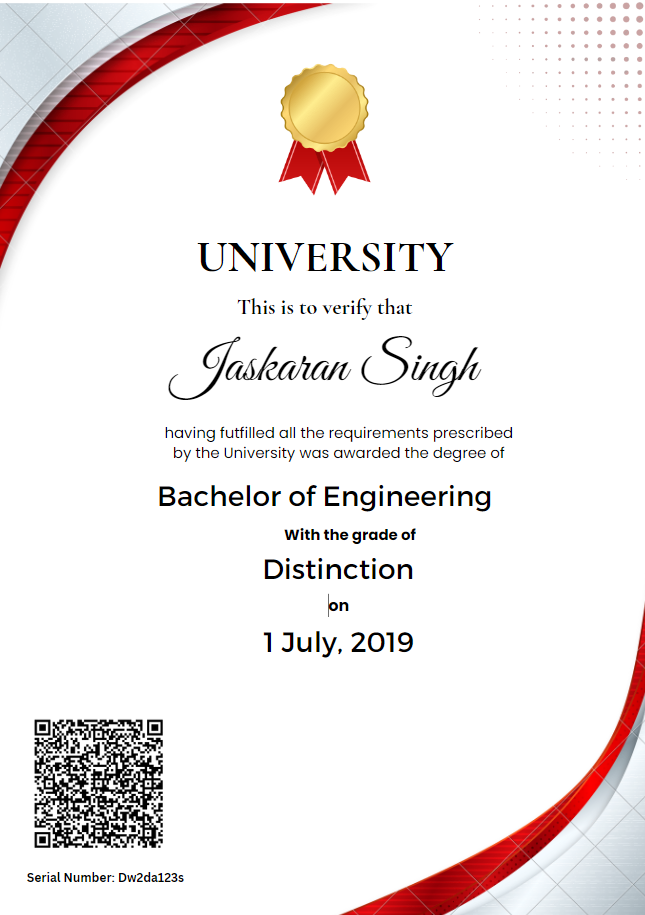 UNIVERSITY
This is to verify that
Jaskaran Singh
having futfilled all the requirements prescribed
by the University was awarded the degree of
Bachelor of Engineering
With the grade of
Distinction
on
1 July, 2019
Serial Number: Dw2da123s